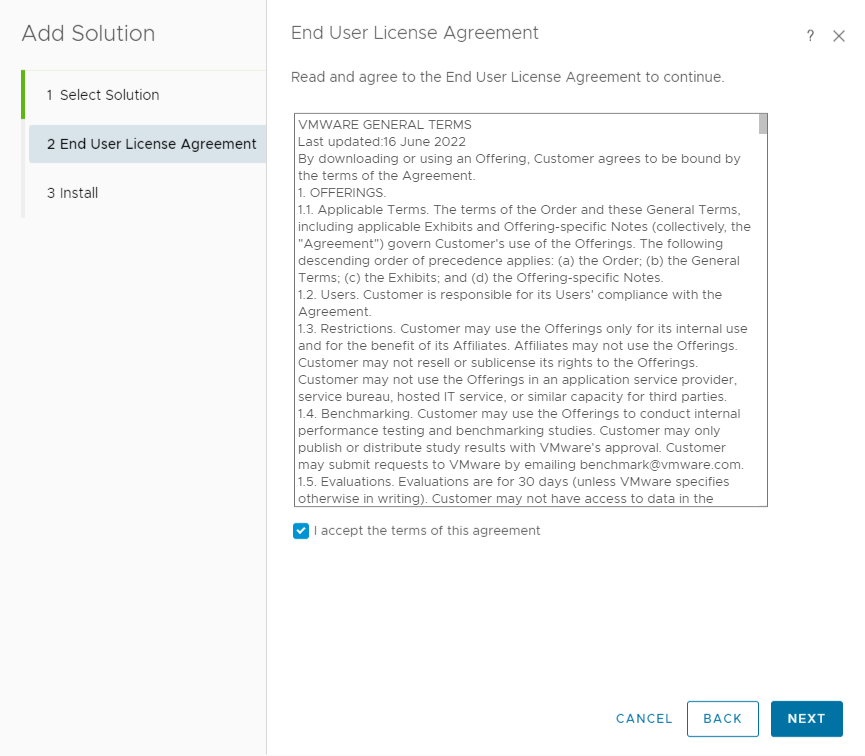 Add Solution
1 Select Solution
2 End User License Agreement
3 Install
End User License Agreement
?
Read and agree to the End User License Agreement to continue.
VMWARE GENERAL TERMS
Last updated:16 June 2022
By downloading or using an Offering, Customer agrees to be bound by
the terms of the Agreement.
1. OFFERINGS.
1.1. Applicable Terms. The terms of the Order and these General Terms,
including applicable Exhibits and Offering-specific Notes (collectively, the
"Agreement") govern Customer's use of the Offerings. The following
descending order of precedence applies: (a) the Order; (b) the General
Terms; (c) the Exhibits; and (d) the Offering-specific Notes.
1.2. Users. Customer is responsible for its Users' compliance with the
Agreement.
1.3. Restrictions. Customer may use the Offerings only for its internal use
and for the benefit of its Affiliates. Affiliates may not use the Offerings.
Customer may not resell or sublicense its rights to the Offerings.
Customer may not use the Offerings in an application service provider,
service bureau, hosted IT service, or similar capacity for third parties.
1.4. Benchmarking. Customer may use the Offerings to conduct internal
performance testing and benchmarking studies. Customer may only
publish or distribute study results with VMware's approval. Customer
may submit requests to VMware by emailing benchmark@vmware.com.
1.5. Evaluations. Evaluations are for 30 days (unless VMware specifies
otherwise in writing). Customer may not have access to data in the
I accept the terms of this agreement
CANCEL
BACK
NEXT